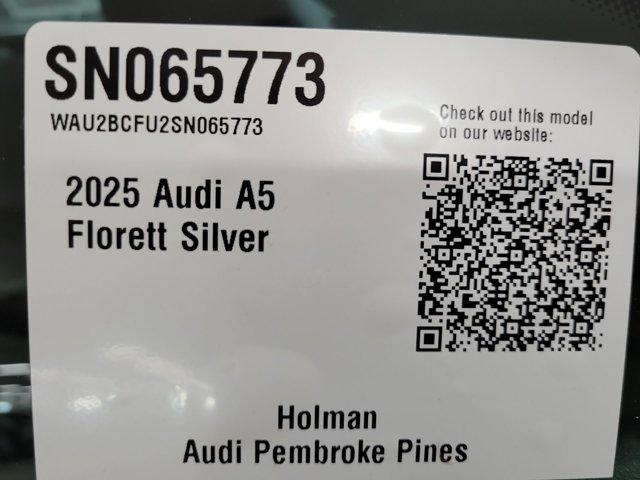 SN065773
WAU2BCFU2SN065773
Check out this model
on our website:
2025 Audi A5
Florett Silver
Holman
Audi Pembroke Pines